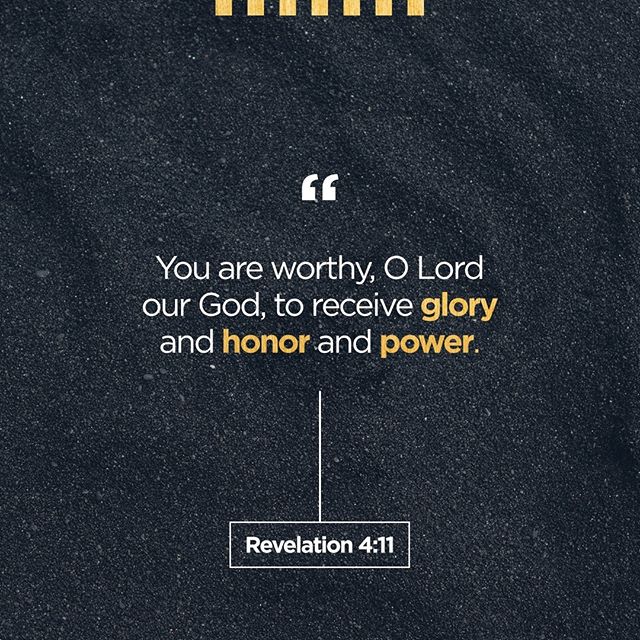 “
You are worthy, O Lord
our God, to receive glory
and honor and power.
Revelation 4:11